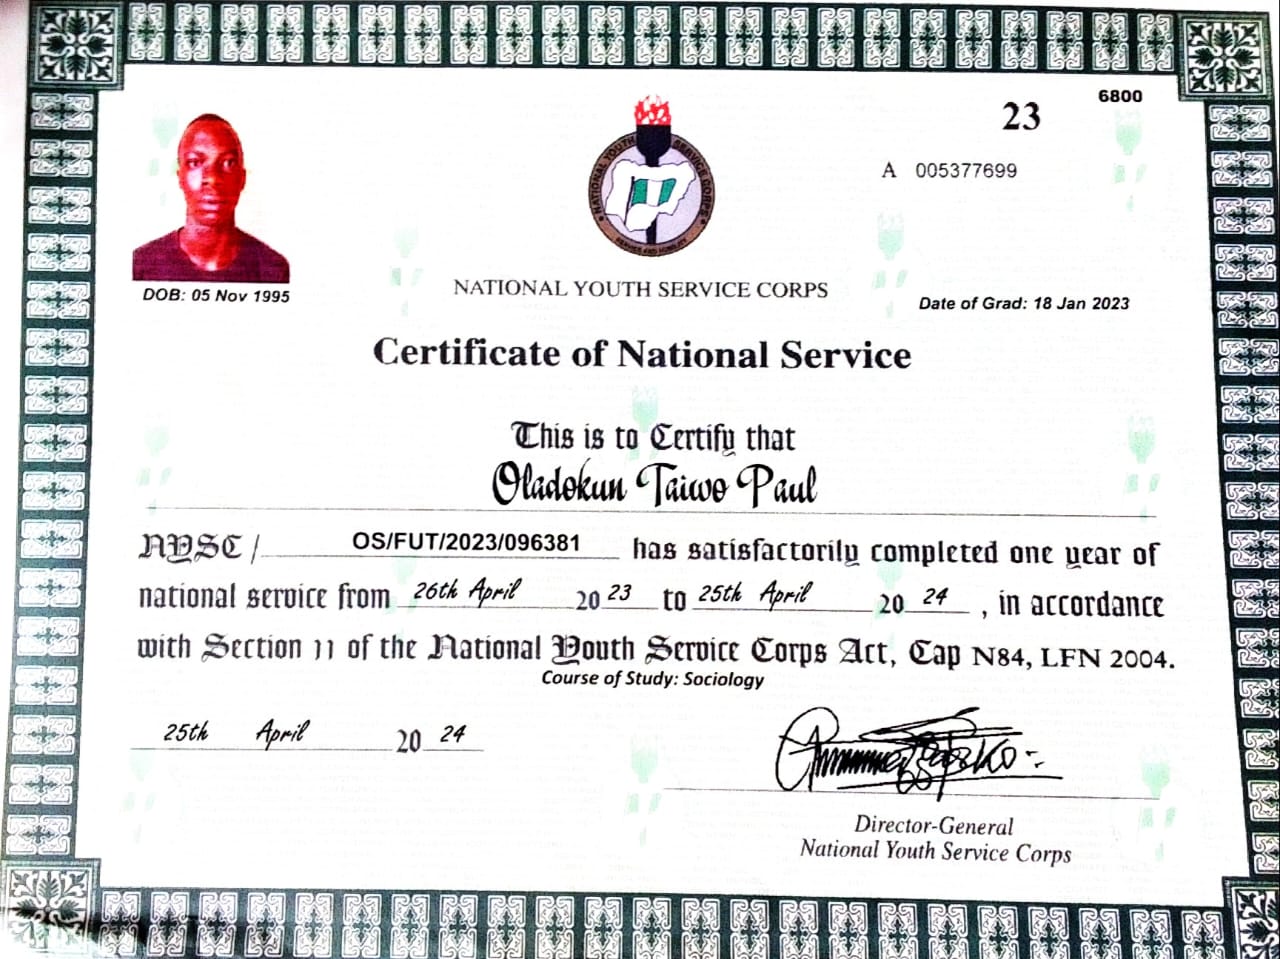 6800
23
A 005377699
NATIONAL YOUTH SERVICE CORPS
DOB: 05 Nov 1995
NATIONAL YOUTH SERVICE CORPS
Date of Grad: 18 Jan 2023
Certificate of National Service
This is to Certify that
Oladokun Taiwo Paul
NYSC / OS/FUT/2023/096381 has satisfactorily completed one year of
national service from 26th April 20 23 to 25th April 20 24 , in accordance
with Section 11 of the National Youth Service Corps Act, Cap N84, LFN 2004.
Course of Study: Sociology
25th April 20 24
Director-General
National Youth Service Corps